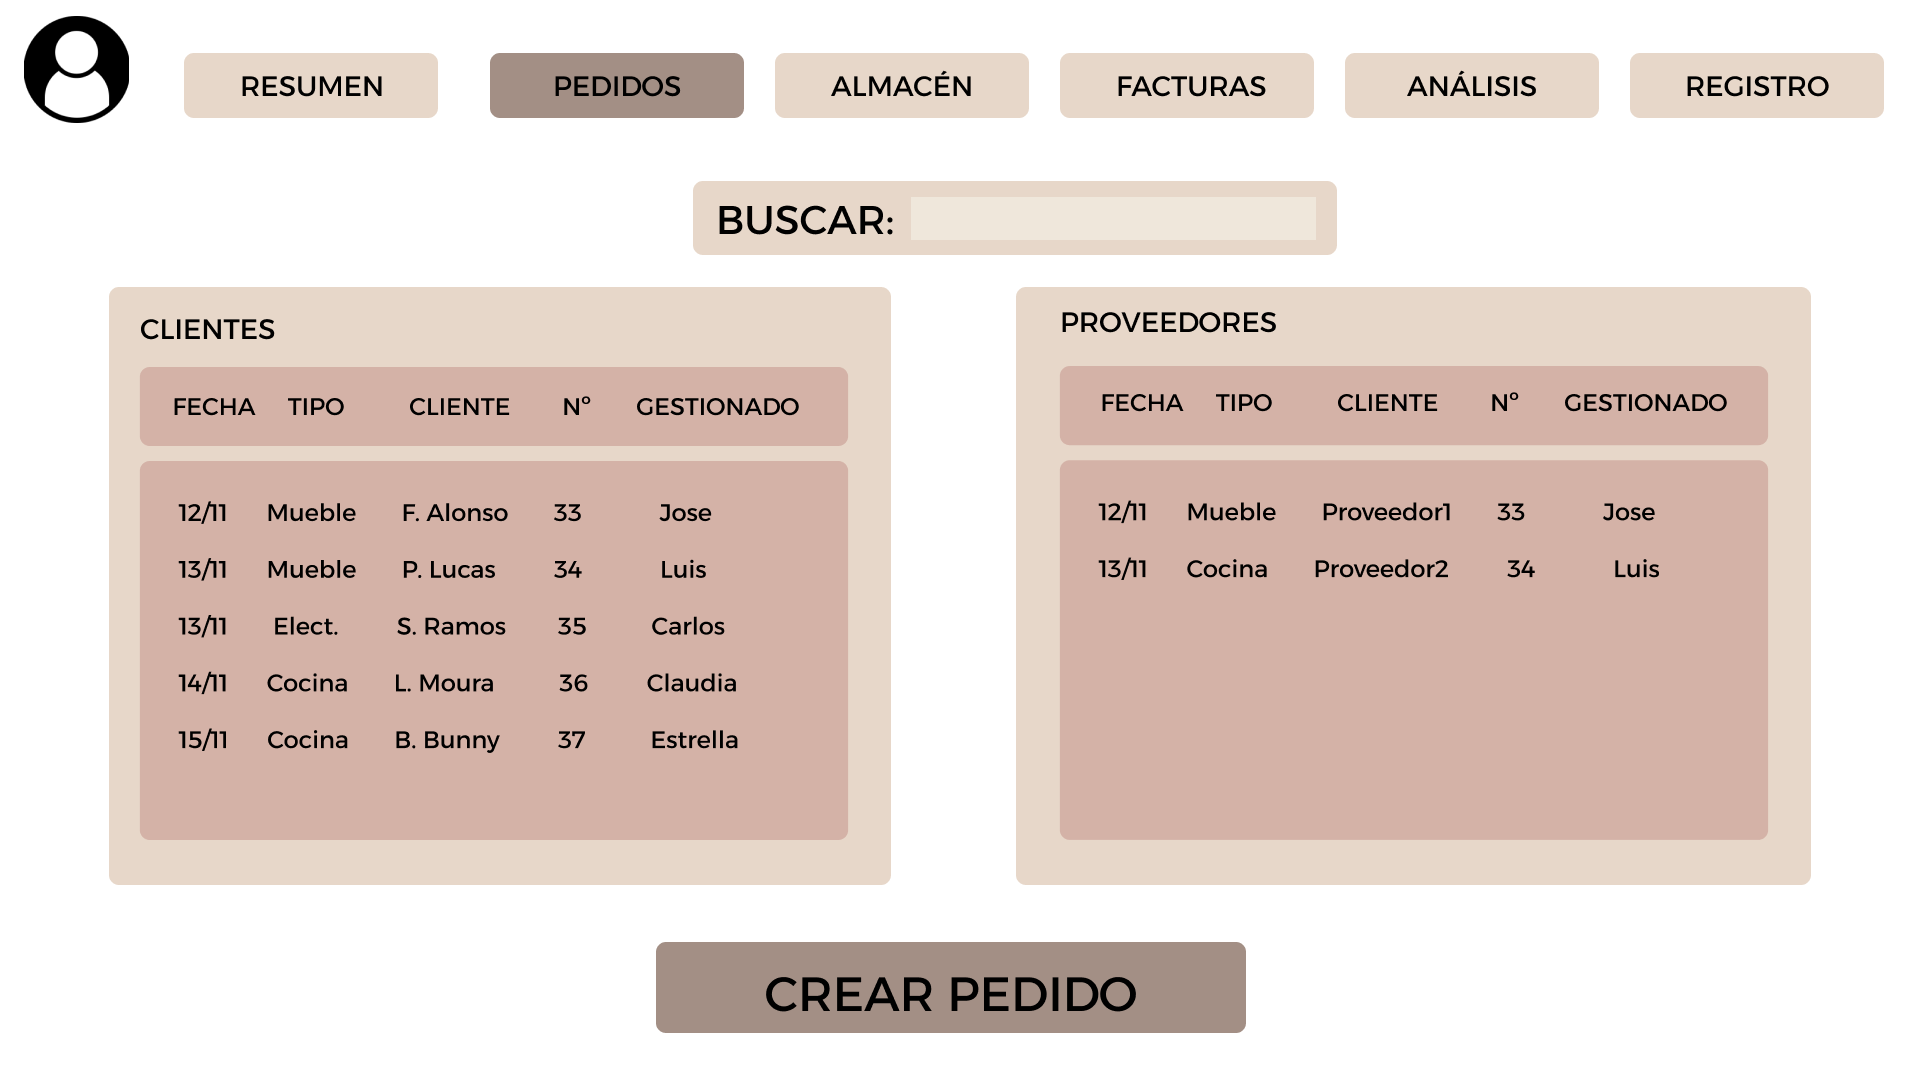 RESUMEN PEDIDOS ALMACÉN FACTURAS ANÁLISIS REGISTRO
BUSCAR:
CLIENTES
FECHA TIPO CLIENTE Nº GESTIONADO
12/11 Mueble F. Alonso 33 Jose
13/11 Mueble P. Lucas 34 Luis
13/11 Elect. S. Ramos 35 Carlos
14/11 Cocina L. Moura 36 Claudia
15/11 Cocina B. Bunny 37 Estrella
PROVEEDORES
FECHA TIPO CLIENTE Nº GESTIONADO
12/11 Mueble Proveedor1 33 Jose
13/11 Cocina Proveedor2 34 Luis
CREAR PEDIDO